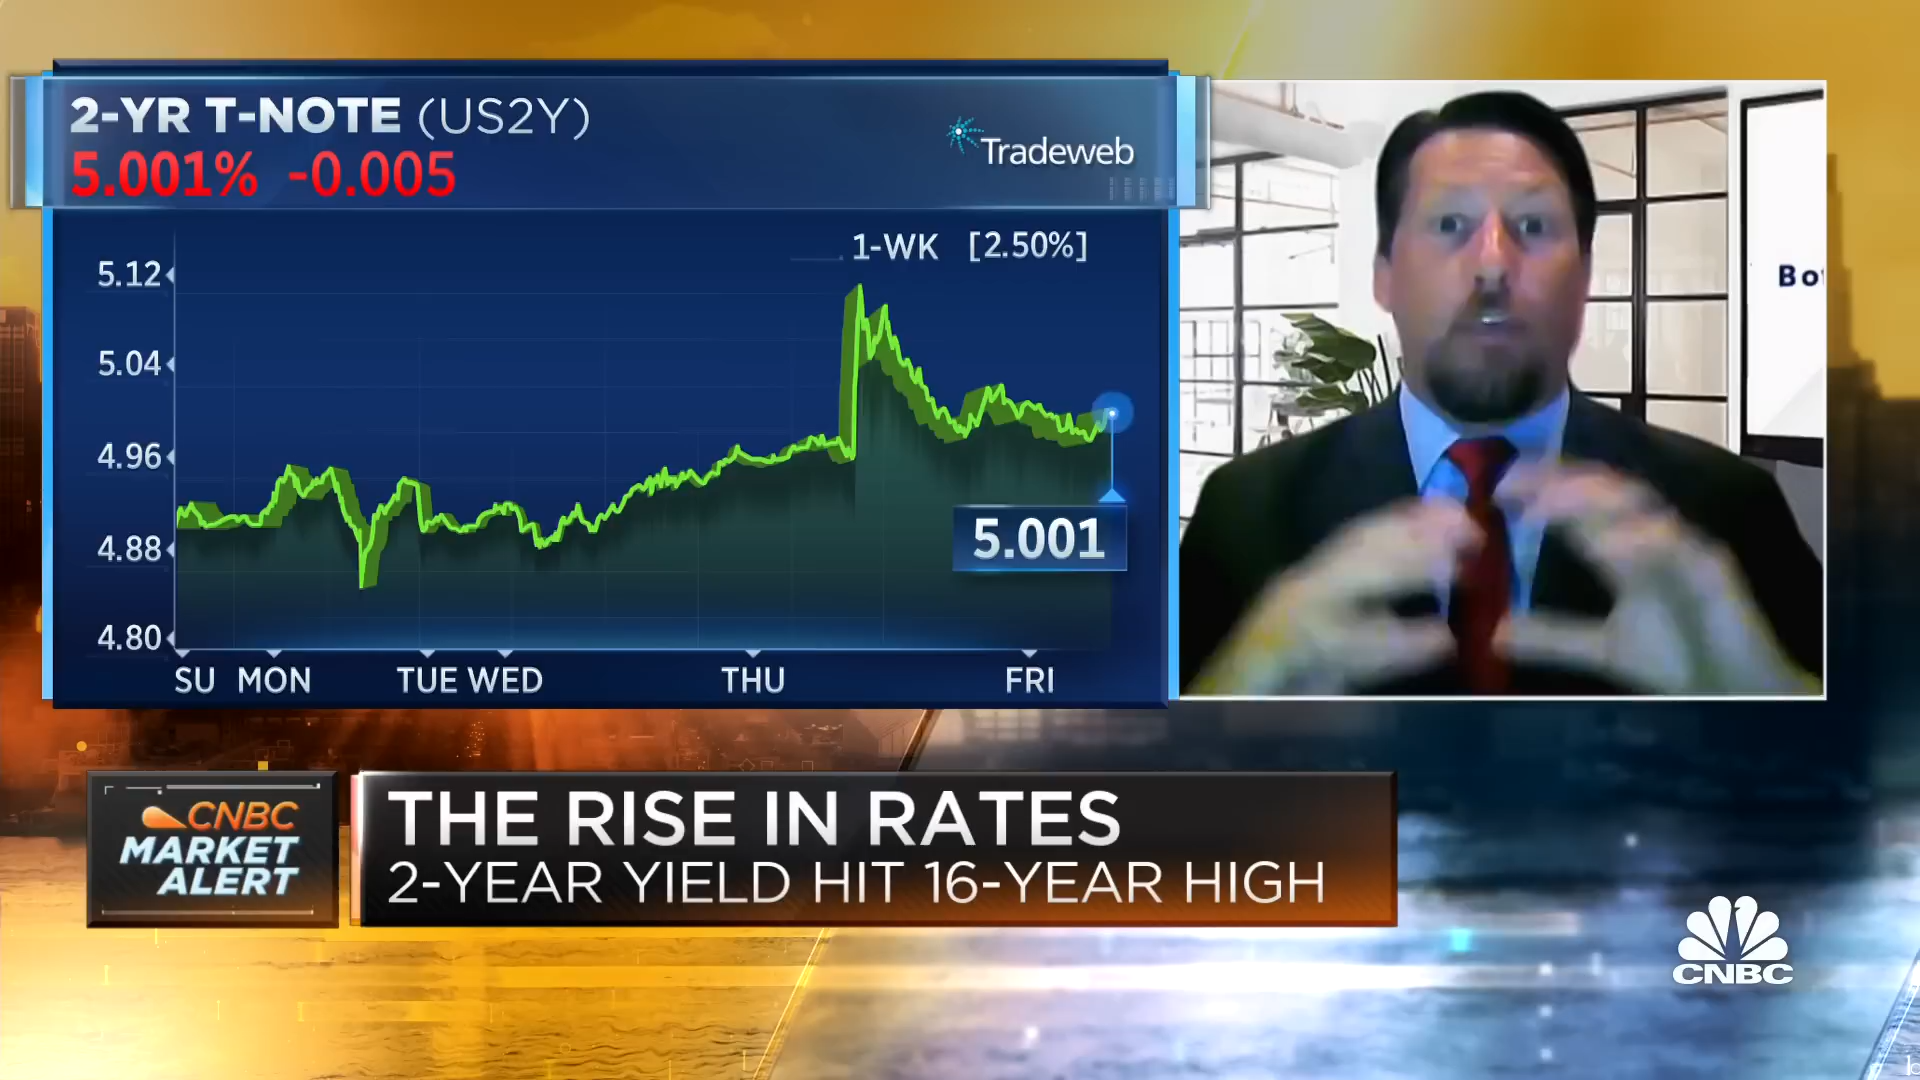 2-YR T-NOTE (US2Y)
5.001% -0.005
Tradeweb
1-WK [2.50%]
5.12
5.04
4.96
4.88
4.80
5.001
SU MON TUE WED THU FRI
CNBC
MARKET
ALERT
THE RISE IN RATES
2-YEAR YIELD HIT 16-YEAR HIGH
CNBC